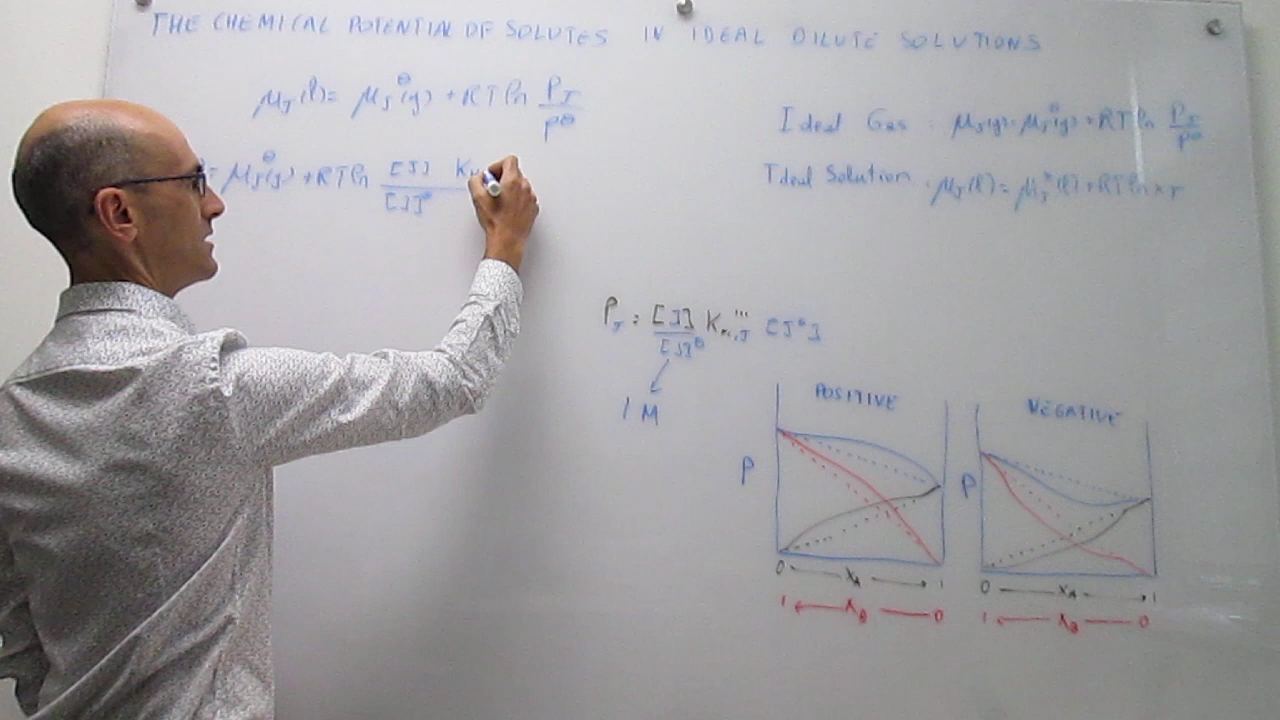 THE CHEMICAL POTENTIAL OF SOLUTES IN IDEAL DILUTE SOLUTIONS
μJ(l) = μJ⊖(g) + RT ln PJ/P⊖
= μJ⊖(g) + RT ln [J]/[J]⊖ K
Ideal Gas : μJ(g) = μJ⊖(g) + RT ln PJ/P⊖
Ideal Solution . μJ(l) = μJ*(l) + RT ln xJ
PJ = [J]/[J]⊖ K''',J [J⊖]
1 M
POSITIVE
NEGATIVE
P
P
0 xA 1
0 xA 1
1 xB 0
1 xB 0